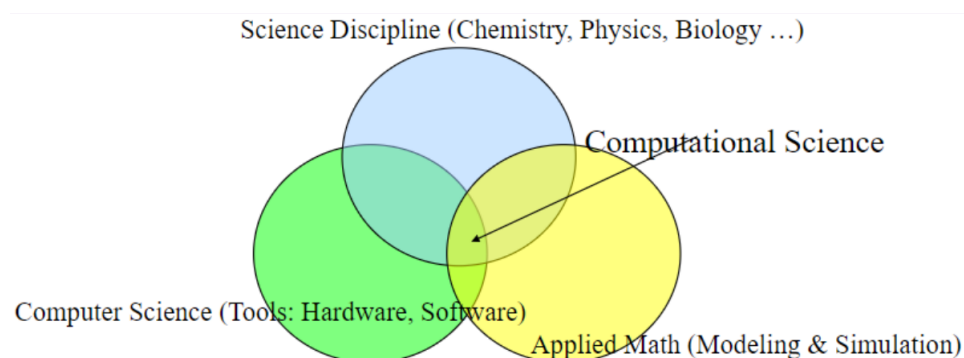 Science Discipline (Chemistry, Physics, Biology …)
Computational Science
Computer Science (Tools: Hardware, Software)
Applied Math (Modeling & Simulation)